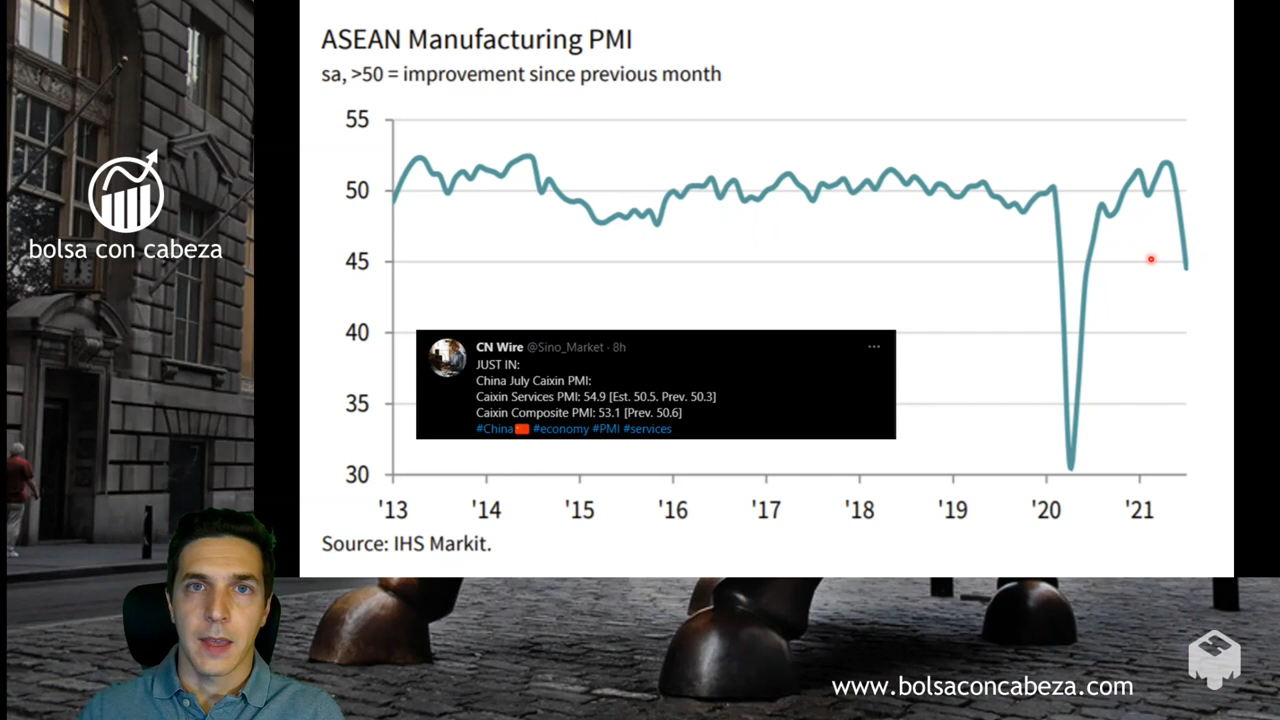 ASEAN Manufacturing PMI
sa, >50 = improvement since previous month
55
50
45
40
35
30
'13 '14 '15 '16 '17 '18 '19 '20 '21
Source: IHS Markit.
CN Wire @Sino_Market · 8h
JUST IN:
China July Caixin PMI:
Caixin Services PMI: 54.9 [Est. 50.5. Prev. 50.3]
Caixin Composite PMI: 53.1 [Prev. 50.6]
#China🇨🇳 #economy #PMI #services
bolsa con cabeza
www.bolsaconcabeza.com